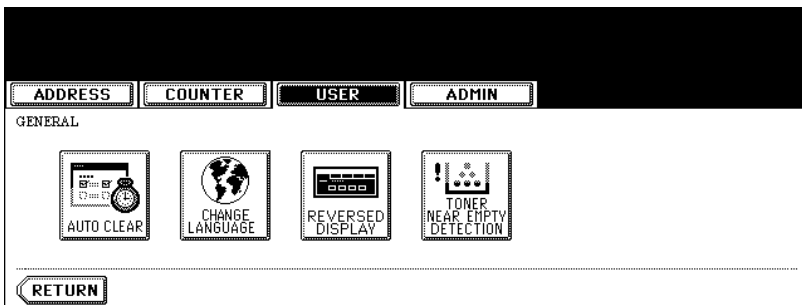 ADDRESS COUNTER USER ADMIN
GENERAL
AUTO CLEAR
CHANGE
LANGUAGE
REVERSED
DISPLAY
TONER
NEAR EMPTY
DETECTION
RETURN